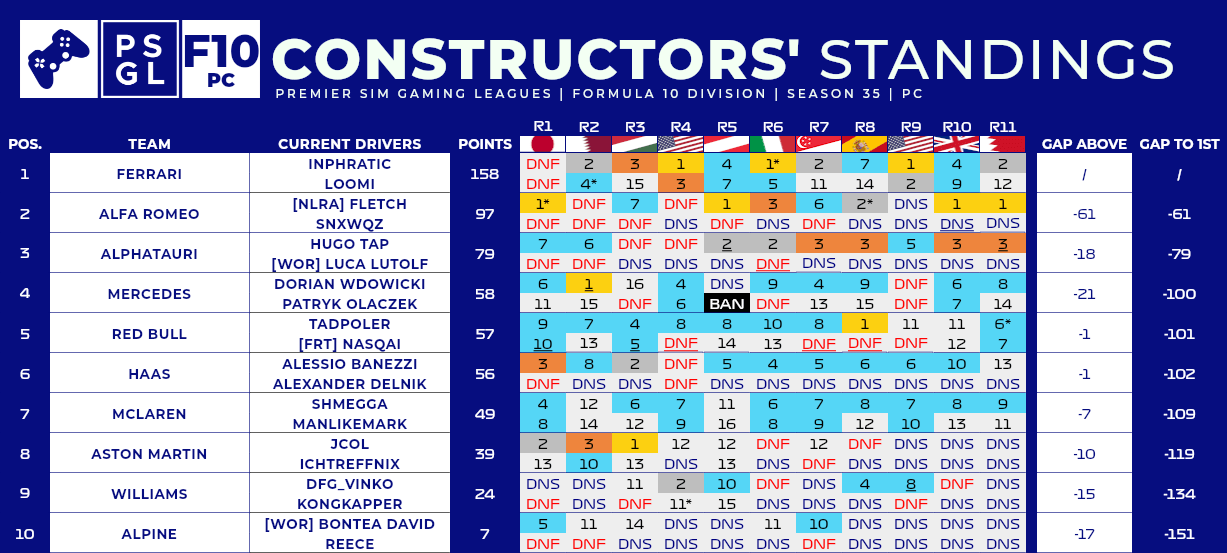 PS
GL
F10
PC
CONSTRUCTORS' STANDINGS
PREMIER SIM GAMING LEAGUES | FORMULA 10 DIVISION | SEASON 35 | PC
R1 R2 R3 R4 R5 R6 R7 R8 R9 R10 R11
POS. TEAM CURRENT DRIVERS POINTS GAP ABOVE GAP TO 1ST
1 FERRARI 158 / /
INPHRATIC DNF 2 3 1 4 1* 2 7 1 4 2
LOOMI DNF 4* 15 3 7 5 11 14 2 9 12
2 ALFA ROMEO 97 -61 -61
[NLRA] FLETCH 1* DNF 7 DNF 1 3 6 2* DNS 1 1
SNXWQZ DNF DNF DNF DNS DNF DNS DNS DNS DNS DNS DNS
3 ALPHATAURI 79 -18 -79
HUGO TAP 7 6 DNF DNF 2 2 3 3 5 3 3
[WOR] LUCA LUTOLF DNF DNF DNS DNS DNS DNF DNS DNS DNS DNS DNS
4 MERCEDES 58 -21 -100
DORIAN WDOWICKI 6 1 16 4 DNS 9 4 9 DNF 6 8
PATRYK OLACZEK 11 15 DNF 6 BAN DNF 13 15 DNF 7 14
5 RED BULL 57 -1 -101
TADPOLER 9 7 4 8 8 10 8 1 11 11 6*
[FRT] NASQAI 10 13 5 DNF 14 13 DNF DNF DNF 12 7
6 HAAS 56 -1 -102
ALESSIO BANEZZI 3 8 2 DNF 5 4 5 6 6 10 13
ALEXANDER DELNIK DNF DNS DNS DNF DNS DNS DNS DNS DNS DNS DNS
7 MCLAREN 49 -7 -109
SHMEGGA 4 12 6 7 11 6 7 8 7 8 9
MANLIKEMARK 8 14 12 9 16 8 9 12 10 13 11
8 ASTON MARTIN 39 -10 -119
JCOL 2 3 1 12 12 DNF 12 DNF DNS DNS DNS
ICHTREFFNIX 13 10 13 DNS 13 DNS DNF DNS DNS DNS DNS
9 WILLIAMS 24 -15 -134
DFG_VINKO DNS DNS 11 2 10 DNF DNS 4 8 DNF DNS
KONGKAPPER DNF DNS DNF 11* 15 DNS DNS DNS DNF DNS DNS
10 ALPINE 7 -17 -151
[WOR] BONTEA DAVID 5 11 14 DNS DNS 11 10 DNS DNS DNS DNS
REECE DNF DNF DNS DNS DNS DNS DNF DNS DNS DNS DNS